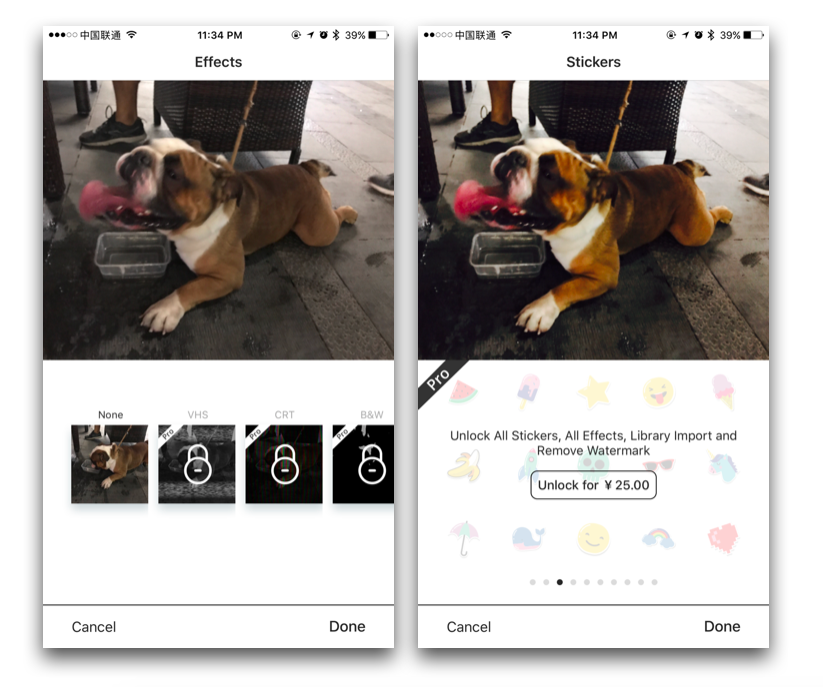 中国联通
11:34 PM
39%
Effects
None
VHS
CRT
B&W
Pro
Pro
Pro
Cancel
Done
中国联通
11:34 PM
39%
Stickers
Pro
Unlock All Stickers, All Effects, Library Import and
Remove Watermark
Unlock for ¥ 25.00
Cancel
Done